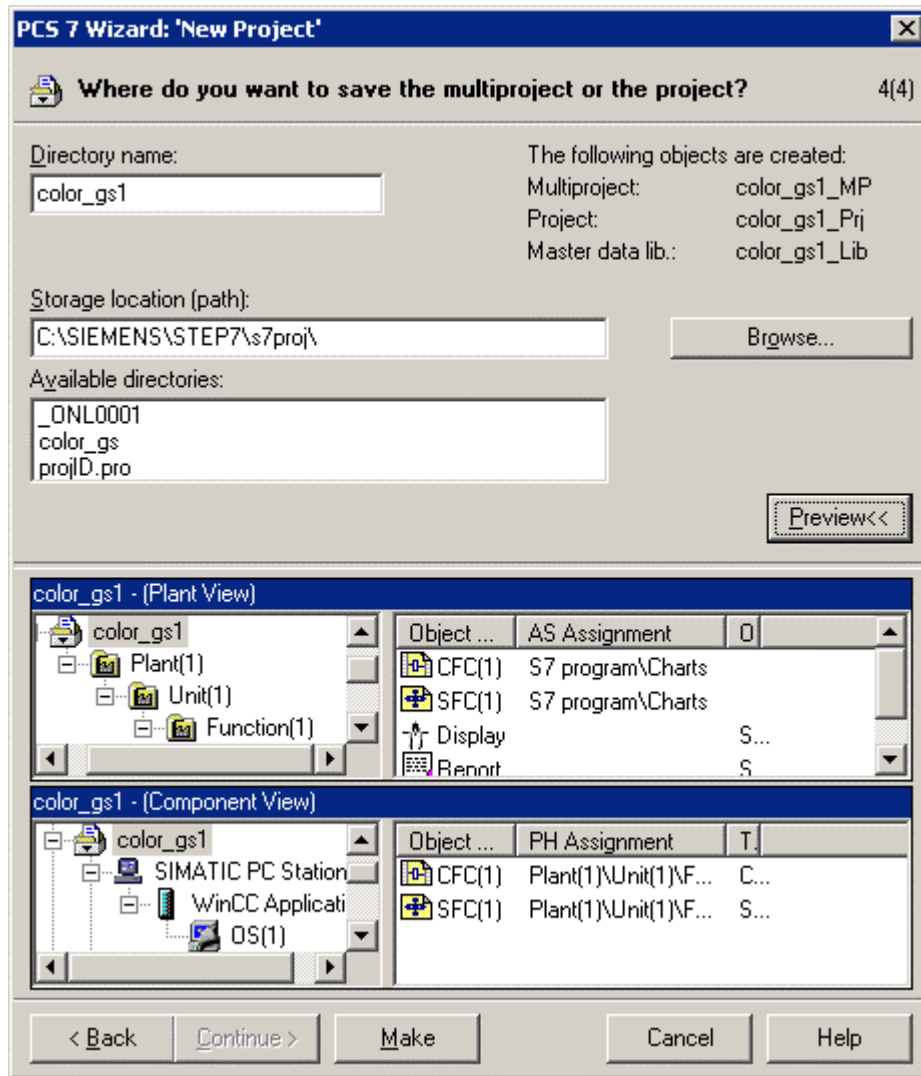 PCS 7 Wizard: 'New Project'
Where do you want to save the multiproject or the project? 4(4)
Directory name:
color_gs1
The following objects are created:
Multiproject: color_gs1_MP
Project: color_gs1_Prj
Master data lib.: color_gs1_Lib
Storage location (path):
C:\SIEMENS\STEP7\s7proj\
Browse...
Available directories:
_ONL0001
color_gs
projID.pro
Preview<<
color_gs1 - (Plant View)
color_gs1
Plant(1)
Unit(1)
Function(1)
Object ... AS Assignment O
CFC(1) S7 program\Charts
SFC(1) S7 program\Charts
Display S...
Report S
color_gs1 - (Component View)
color_gs1
SIMATIC PC Station
WinCC Applicati
OS(1)
Object ... PH Assignment T.
CFC(1) Plant(1)\Unit(1)\F... C...
SFC(1) Plant(1)\Unit(1)\F... S...
< Back Continue > Make Cancel Help